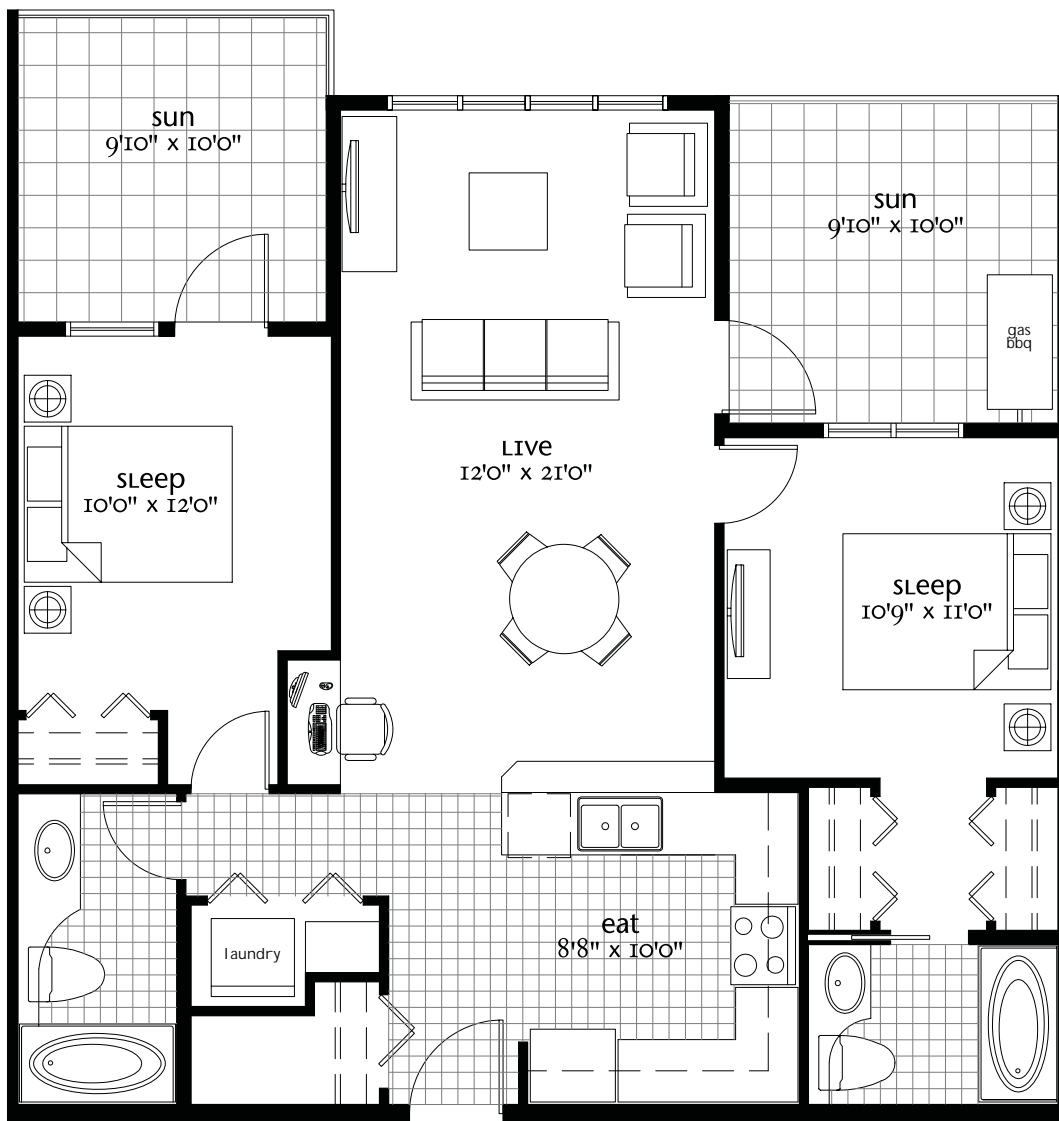 sun
9'10" x 10'0"
sun
9'10" x 10'0"
gas
bbq
Live
12'0" x 21'0"
sleep
10'0" x 12'0"
sleep
10'9" x 11'0"
eat
8'8" x 10'0"
laundry